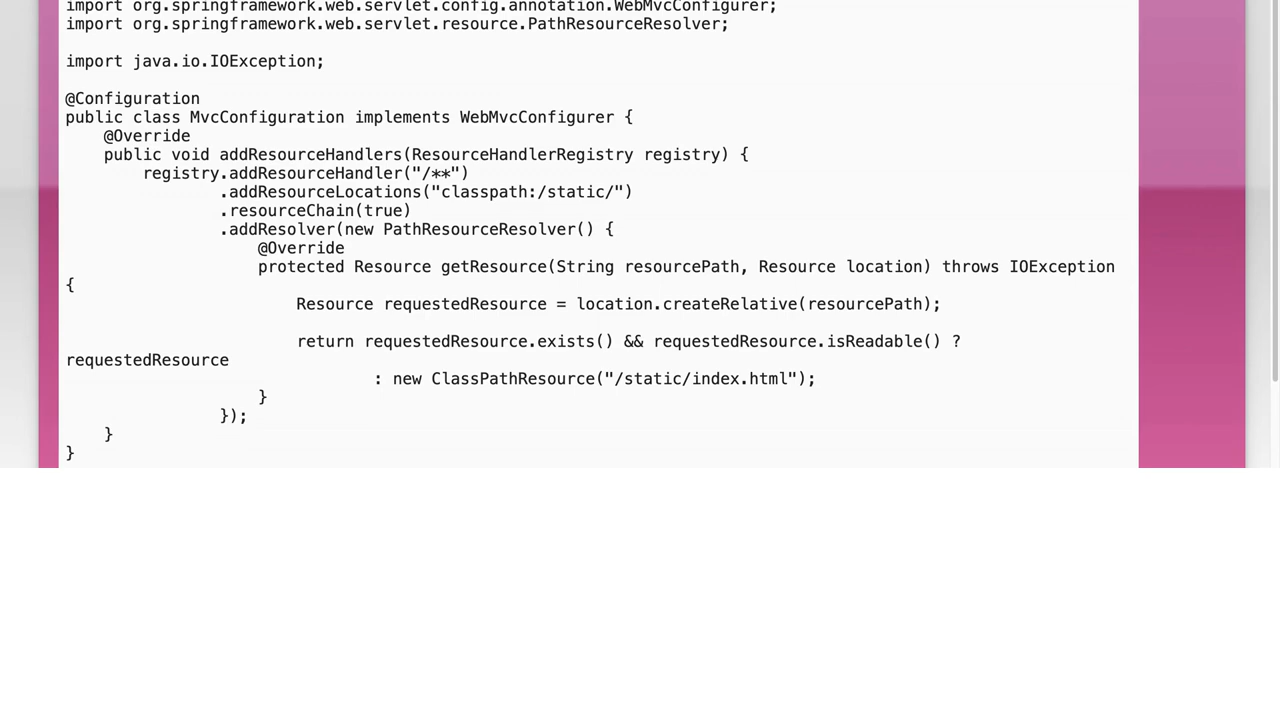 import org.springframework.web.servlet.config.annotation.WebMvcConfigurer;
import org.springframework.web.servlet.resource.PathResourceResolver;
import java.io.IOException;
@Configuration
public class MvcConfiguration implements WebMvcConfigurer {
@Override
public void addResourceHandlers(ResourceHandlerRegistry registry) {
registry.addResourceHandler("/**")
.addResourceLocations("classpath:/static/")
.resourceChain(true)
.addResolver(new PathResourceResolver() {
@Override
protected Resource getResource(String resourcePath, Resource location) throws IOException
{
Resource requestedResource = location.createRelative(resourcePath);
return requestedResource.exists() && requestedResource.isReadable() ?
requestedResource
: new ClassPathResource("/static/index.html");
}
});
}
}